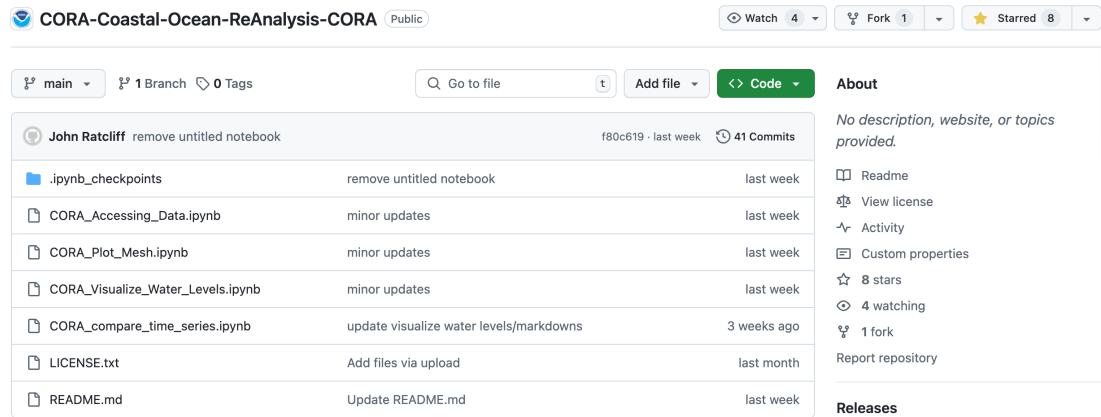 CORA-Coastal-Ocean-ReAnalysis-CORA Public
Watch 4 Fork 1 Starred 8
main 1 Branch 0 Tags Go to file t Add file Code
John Ratcliff remove untitled notebook f80c619 · last week 41 Commits
.ipynb_checkpoints remove untitled notebook last week
CORA_Accessing_Data.ipynb minor updates last week
CORA_Plot_Mesh.ipynb minor updates last week
CORA_Visualize_Water_Levels.ipynb minor updates last week
CORA_compare_time_series.ipynb update visualize water levels/markdowns 3 weeks ago
LICENSE.txt Add files via upload last month
README.md Update README.md last week
About
No description, website, or topics
provided.
Readme
View license
Activity
Custom properties
8 stars
4 watching
1 fork
Report repository
Releases